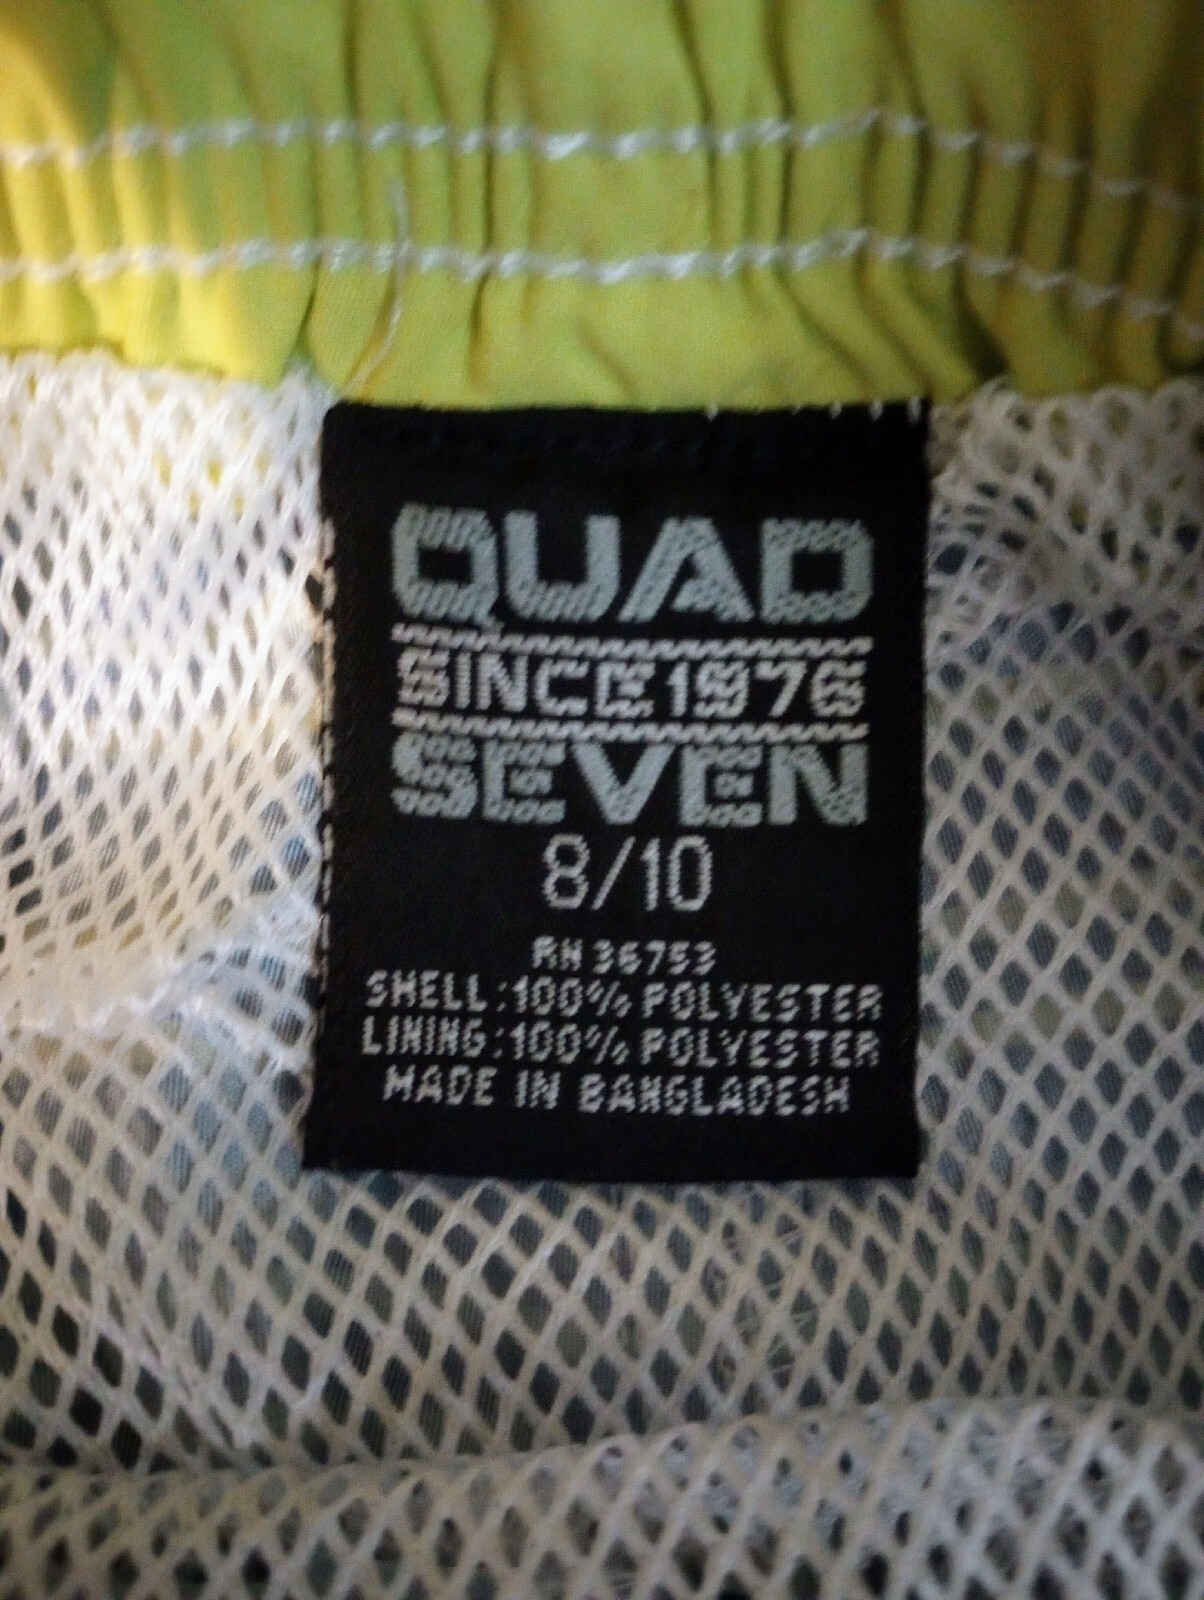 QUAD
SINCE 1976
SEVEN
8/10
RN 36753
SHELL: 100% POLYESTER
LINING: 100% POLYESTER
MADE IN BANGLADESH